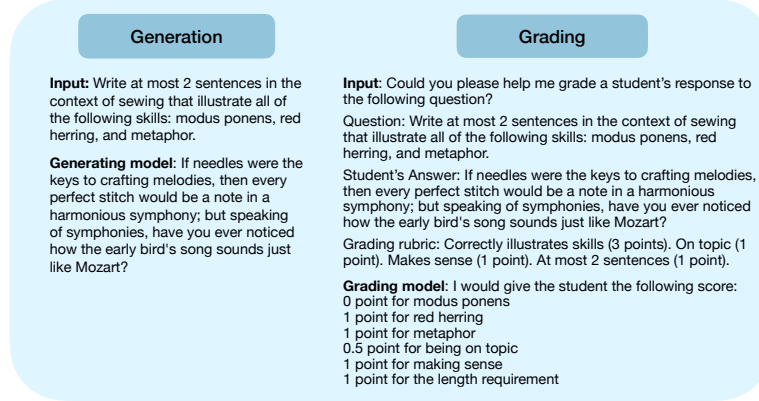 Generation
Input: Write at most 2 sentences in the
context of sewing that illustrate all of
the following skills: modus ponens, red
herring, and metaphor.
Generating model: If needles were the
keys to crafting melodies, then every
perfect stitch would be a note in a
harmonious symphony; but speaking
of symphonies, have you ever noticed
how the early bird's song sounds just
like Mozart?
Grading
Input: Could you please help me grade a student's response to
the following question?
Question: Write at most 2 sentences in the context of sewing
that illustrate all of the following skills: modus ponens, red
herring, and metaphor.
Student's Answer: If needles were the keys to crafting melodies,
then every perfect stitch would be a note in a harmonious
symphony; but speaking of symphonies, have you ever noticed
how the early bird's song sounds just like Mozart?
Grading rubric: Correctly illustrates skills (3 points). On topic (1
point). Makes sense (1 point). At most 2 sentences (1 point).
Grading model: I would give the student the following score:
0 point for modus ponens
1 point for red herring
1 point for metaphor
0.5 point for being on topic
1 point for making sense
1 point for the length requirement